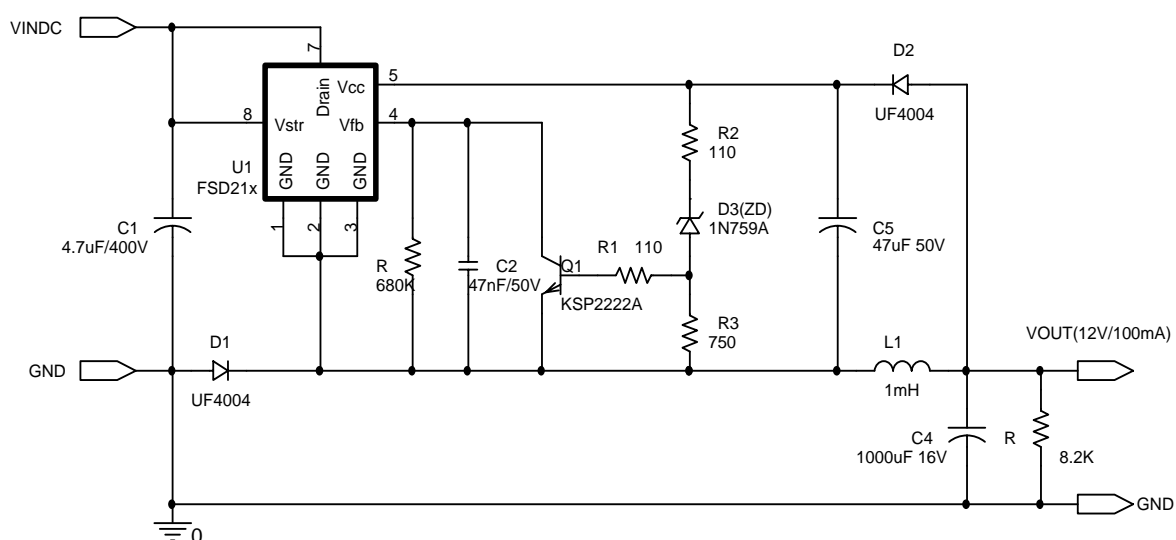 VINDC
7
D2
Drain
Vcc
5
UF4004
8
Vstr
Vfb
4
R2
110
U1
FSD21x
GND
GND
GND
C1
4.7uF/400V
1
2
3
D3(ZD)
1N759A
C5
47uF 50V
R
680K
C2
47nF/50V
Q1
KSP2222A
R1 110
R3
750
D1
GND
UF4004
L1
1mH
VOUT(12V/100mA)
C4
1000uF 16V
R
8.2K
GND
0